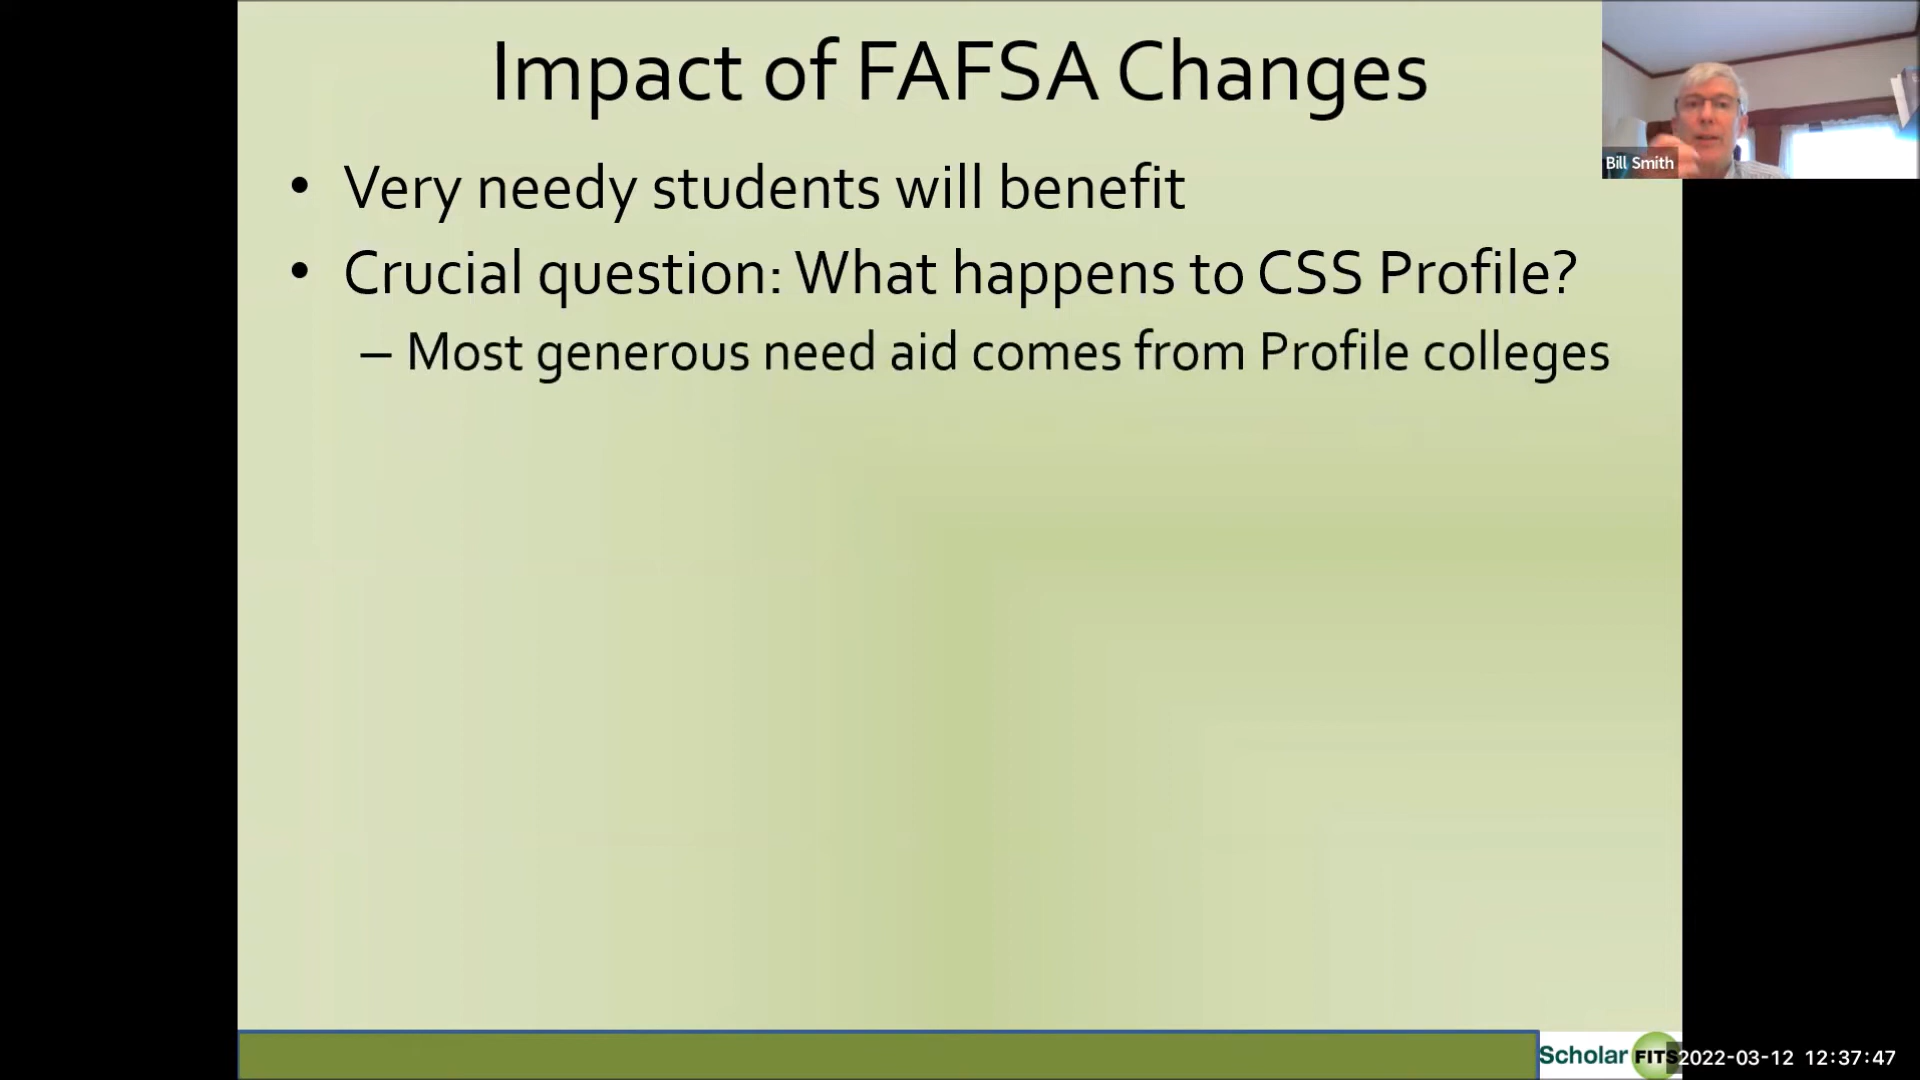 Impact of FAFSA Changes
• Very needy students will benefit
• Crucial question: What happens to CSS Profile?
– Most generous need aid comes from Profile colleges
Bill Smith
Scholar FITS
2022-03-12 12:37:47